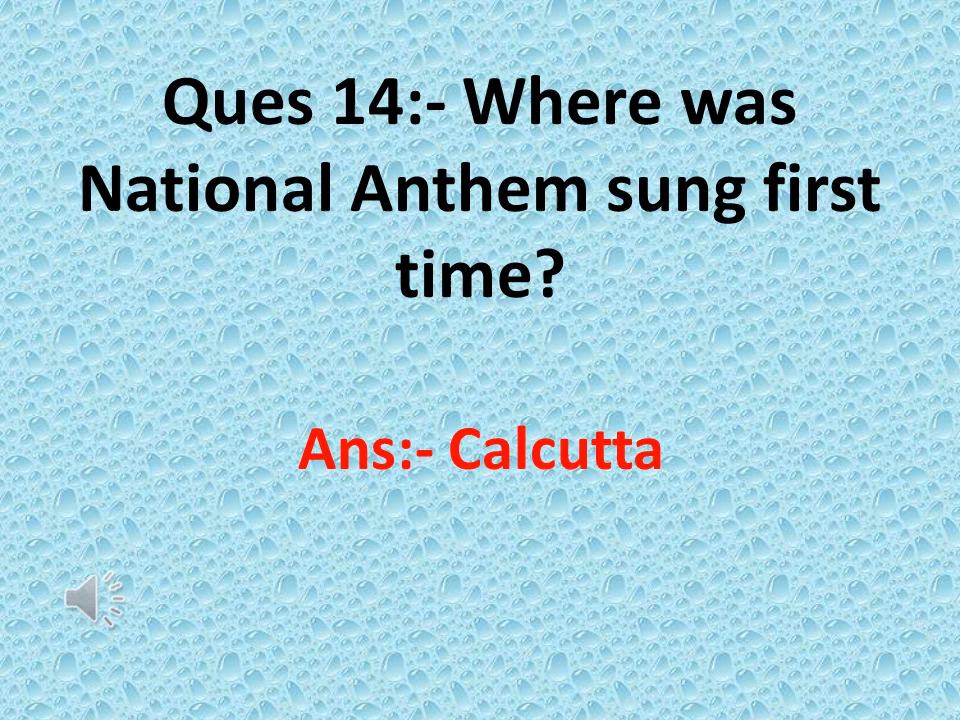 Ques 14:- Where was
National Anthem sung first
time?
Ans:- Calcutta